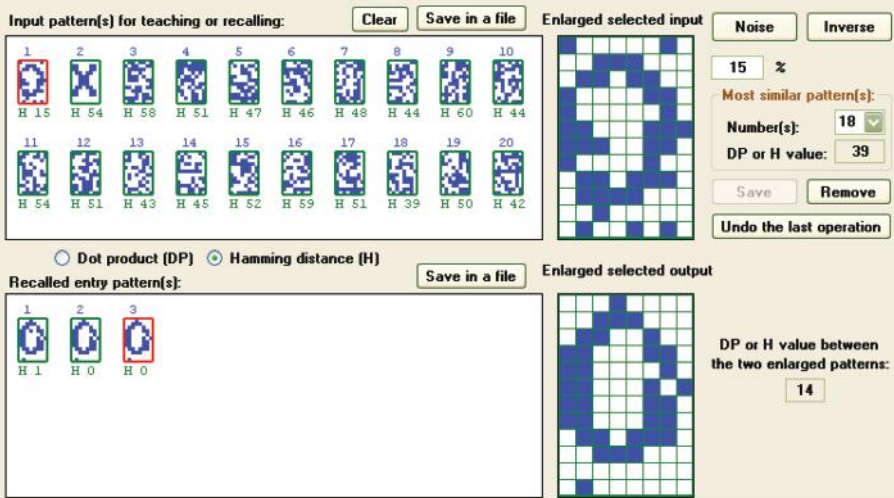 Input pattern(s) for teaching or recalling: Clear Save in a file Enlarged selected input Noise Inverse
15 %
1 2 3 4 5 6 7 8 9 10
H 15 H 54 H 58 H 51 H 47 H 46 H 48 H 44 H 60 H 44
Most similar pattern(s):
Number(s): 18
DP or H value: 39
11 12 13 14 15 16 17 18 19 20
H 54 H 51 H 43 H 45 H 52 H 59 H 51 H 39 H 50 H 42
Save Remove
Undo the last operation
Dot product (DP) Hamming distance (H)
Recalled entry pattern(s): Save in a file Enlarged selected output
1 2 3
H 1 H 0 H 0
DP or H value between
the two enlarged patterns:
14